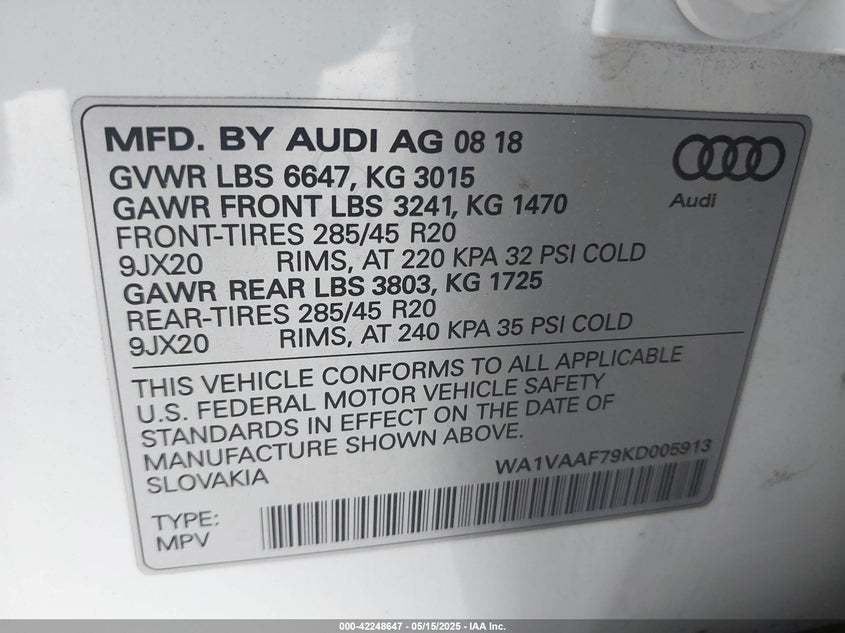 MFD. BY AUDI AG 08 18
GVWR LBS 6647, KG 3015
GAWR FRONT LBS 3241, KG 1470
FRONT-TIRES 285/45 R20
9JX20 RIMS, AT 220 KPA 32 PSI COLD
GAWR REAR LBS 3803, KG 1725
REAR-TIRES 285/45 R20
9JX20 RIMS, AT 240 KPA 35 PSI COLD
Audi
THIS VEHICLE CONFORMS TO ALL APPLICABLE
U.S. FEDERAL MOTOR VEHICLE SAFETY
STANDARDS IN EFFECT ON THE DATE OF
MANUFACTURE SHOWN ABOVE.
SLOVAKIA
WA1VAAF79KD005913
TYPE:
MPV
000-42248647 - 05/15/2025 - IAA Inc.